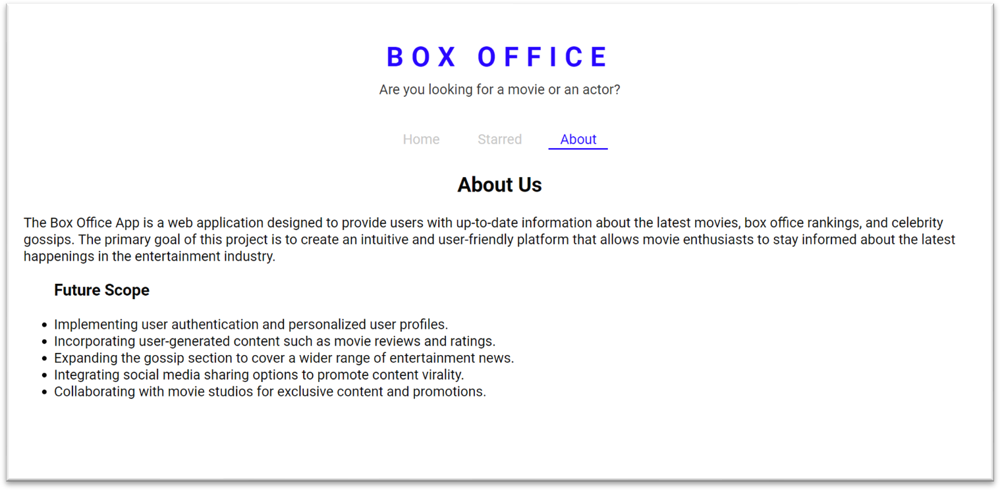 BOX OFFICE
Are you looking for a movie or an actor?
Home Starred About
About Us
The Box Office App is a web application designed to provide users with up-to-date information about the latest movies, box office rankings, and celebrity
gossips. The primary goal of this project is to create an intuitive and user-friendly platform that allows movie enthusiasts to stay informed about the latest
happenings in the entertainment industry.
Future Scope
• Implementing user authentication and personalized user profiles.
• Incorporating user-generated content such as movie reviews and ratings.
• Expanding the gossip section to cover a wider range of entertainment news.
• Integrating social media sharing options to promote content virality.
• Collaborating with movie studios for exclusive content and promotions.